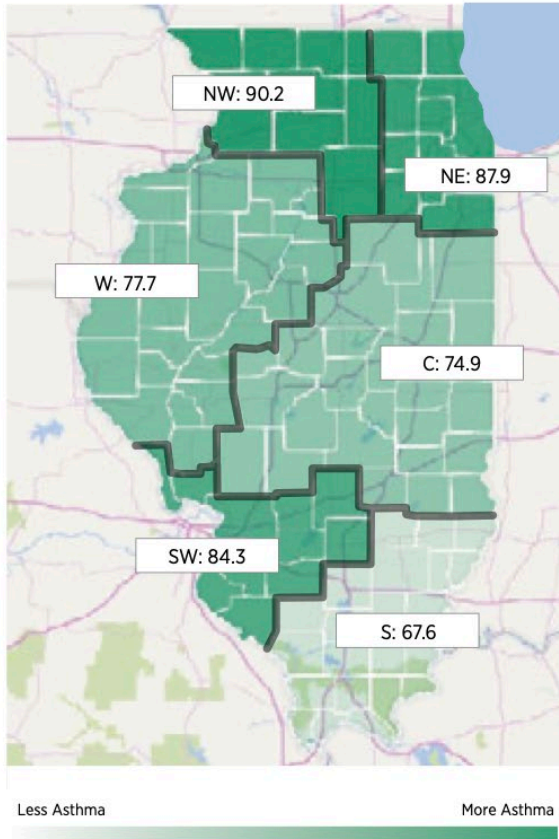 NW: 90.2
NE: 87.9
W: 77.7
C: 74.9
SW: 84.3
S: 67.6
Less Asthma
More Asthma